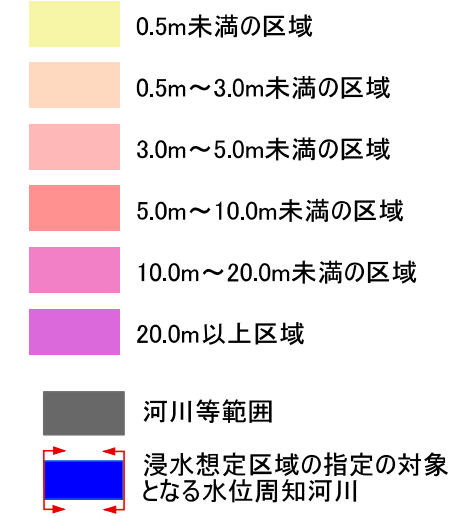 0.5m未満の区域
0.5m～3.0m未満の区域
3.0m～5.0m未満の区域
5.0m～10.0m未満の区域
10.0m～20.0m未満の区域
20.0m以上区域
河川等範囲
浸水想定区域の指定の対象
となる水位周知河川